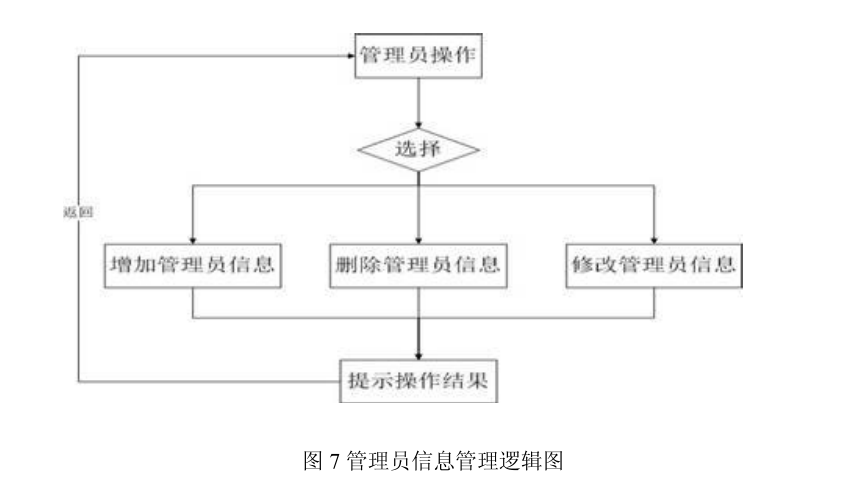 管理员操作
选择
返回
增加管理员信息
删除管理员信息
修改管理员信息
提示操作结果
图 7 管理员信息管理逻辑图